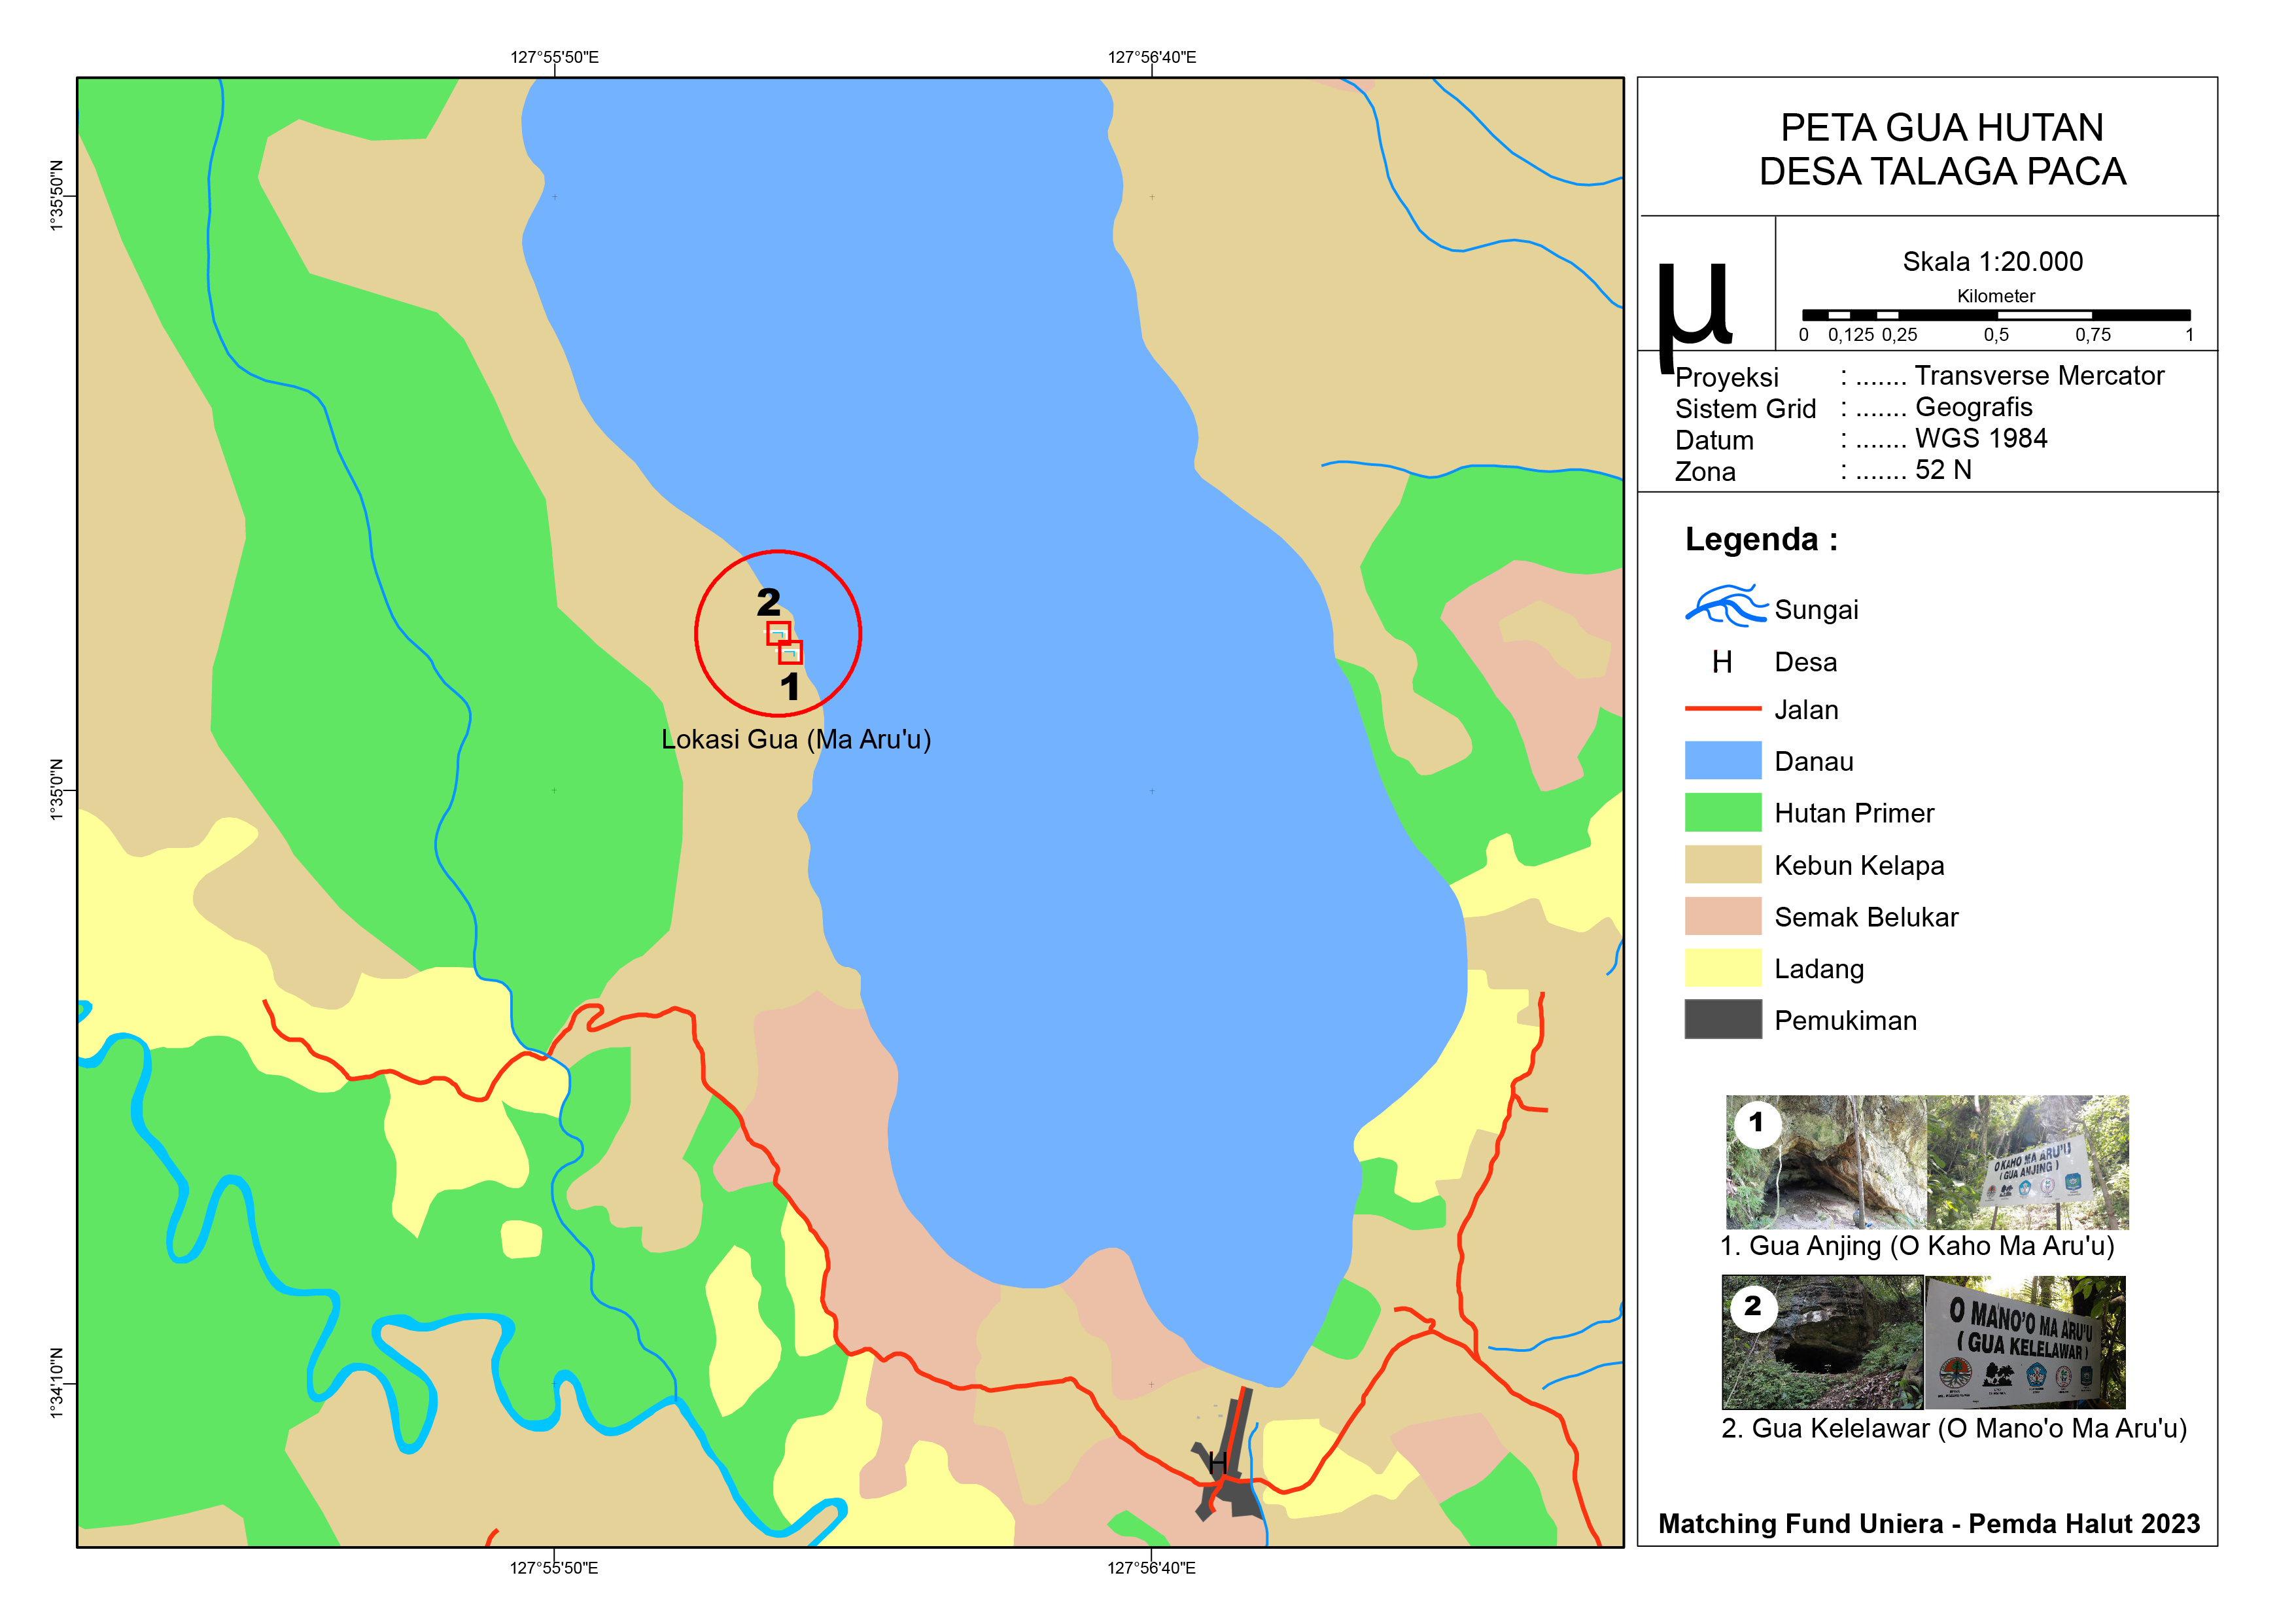 127°55'50"E
127°56'40"E
1°35'50"N
1°35'0"N
1°34'10"N
2
1
Lokasi Gua (Ma Aru'u)
H
127°55'50"E
127°56'40"E
PETA GUA HUTAN
DESA TALAGA PACA
µ
Skala 1:20.000
Kilometer
0 0,125 0,25 0,5 0,75 1
Proyeksi : ....... Transverse Mercator
Sistem Grid : ....... Geografis
Datum : ....... WGS 1984
Zona : ....... 52 N
Legenda :
Sungai
H Desa
Jalan
Danau
Hutan Primer
Kebun Kelapa
Semak Belukar
Ladang
Pemukiman
1
O KAHO MA ARU'U
( GUA ANJING )
1. Gua Anjing (O Kaho Ma Aru'u)
2
O MANO'O MA ARU'U
( GUA KELELAWAR )
2. Gua Kelelawar (O Mano'o Ma Aru'u)
Matching Fund Uniera - Pemda Halut 2023